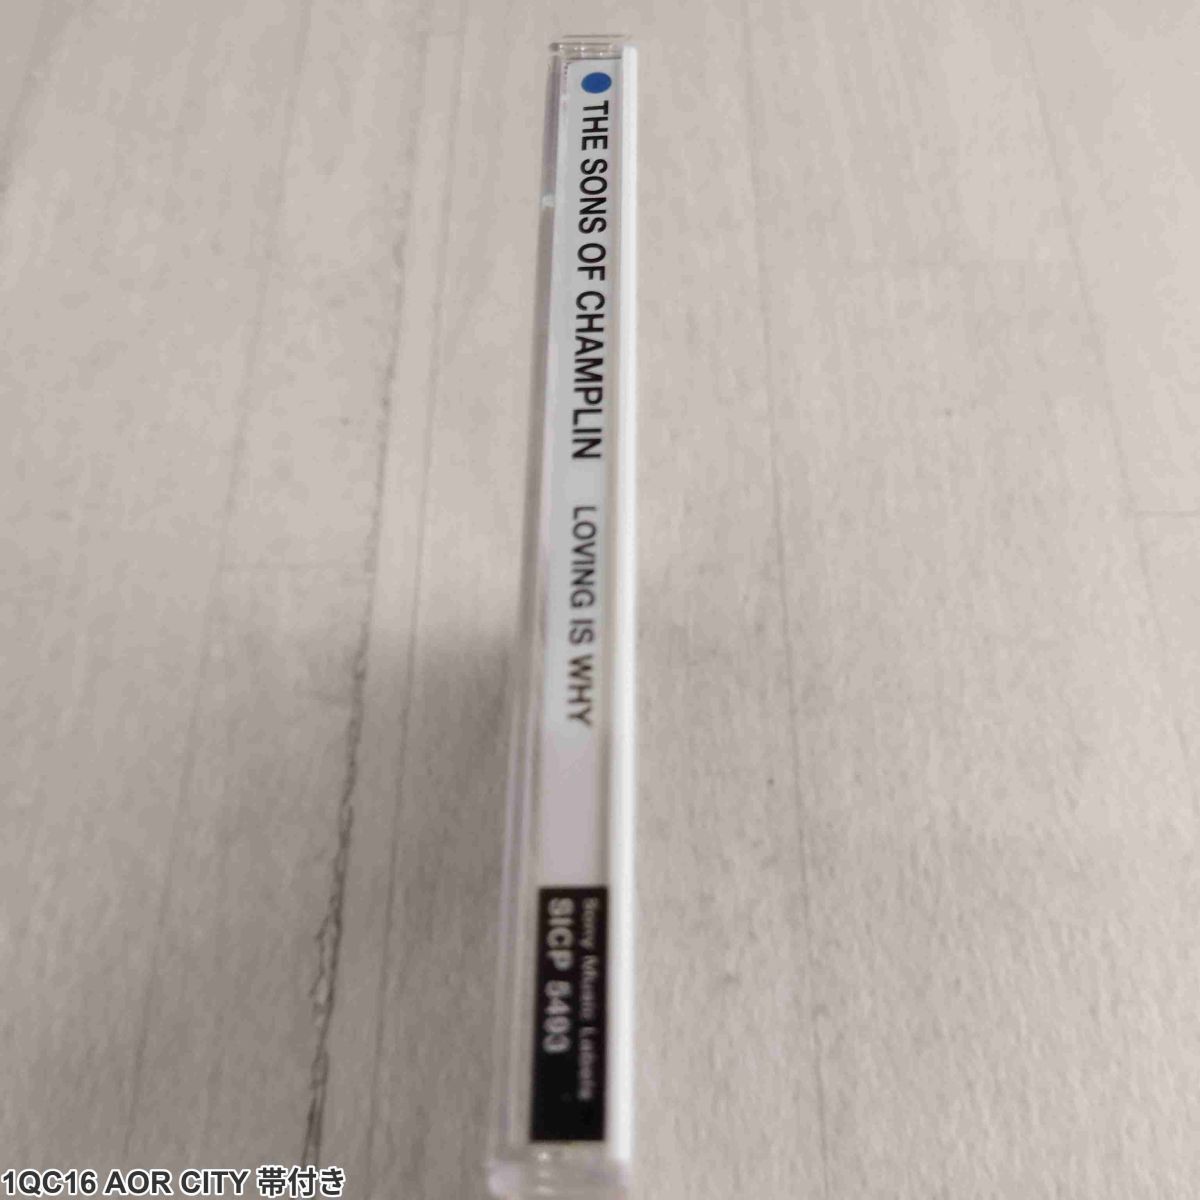 THE SONS OF CHAMPLIN LOVING IS WHY
Sony Music Labels
SICP 5493
1QC16 AOR CITY 帯付き